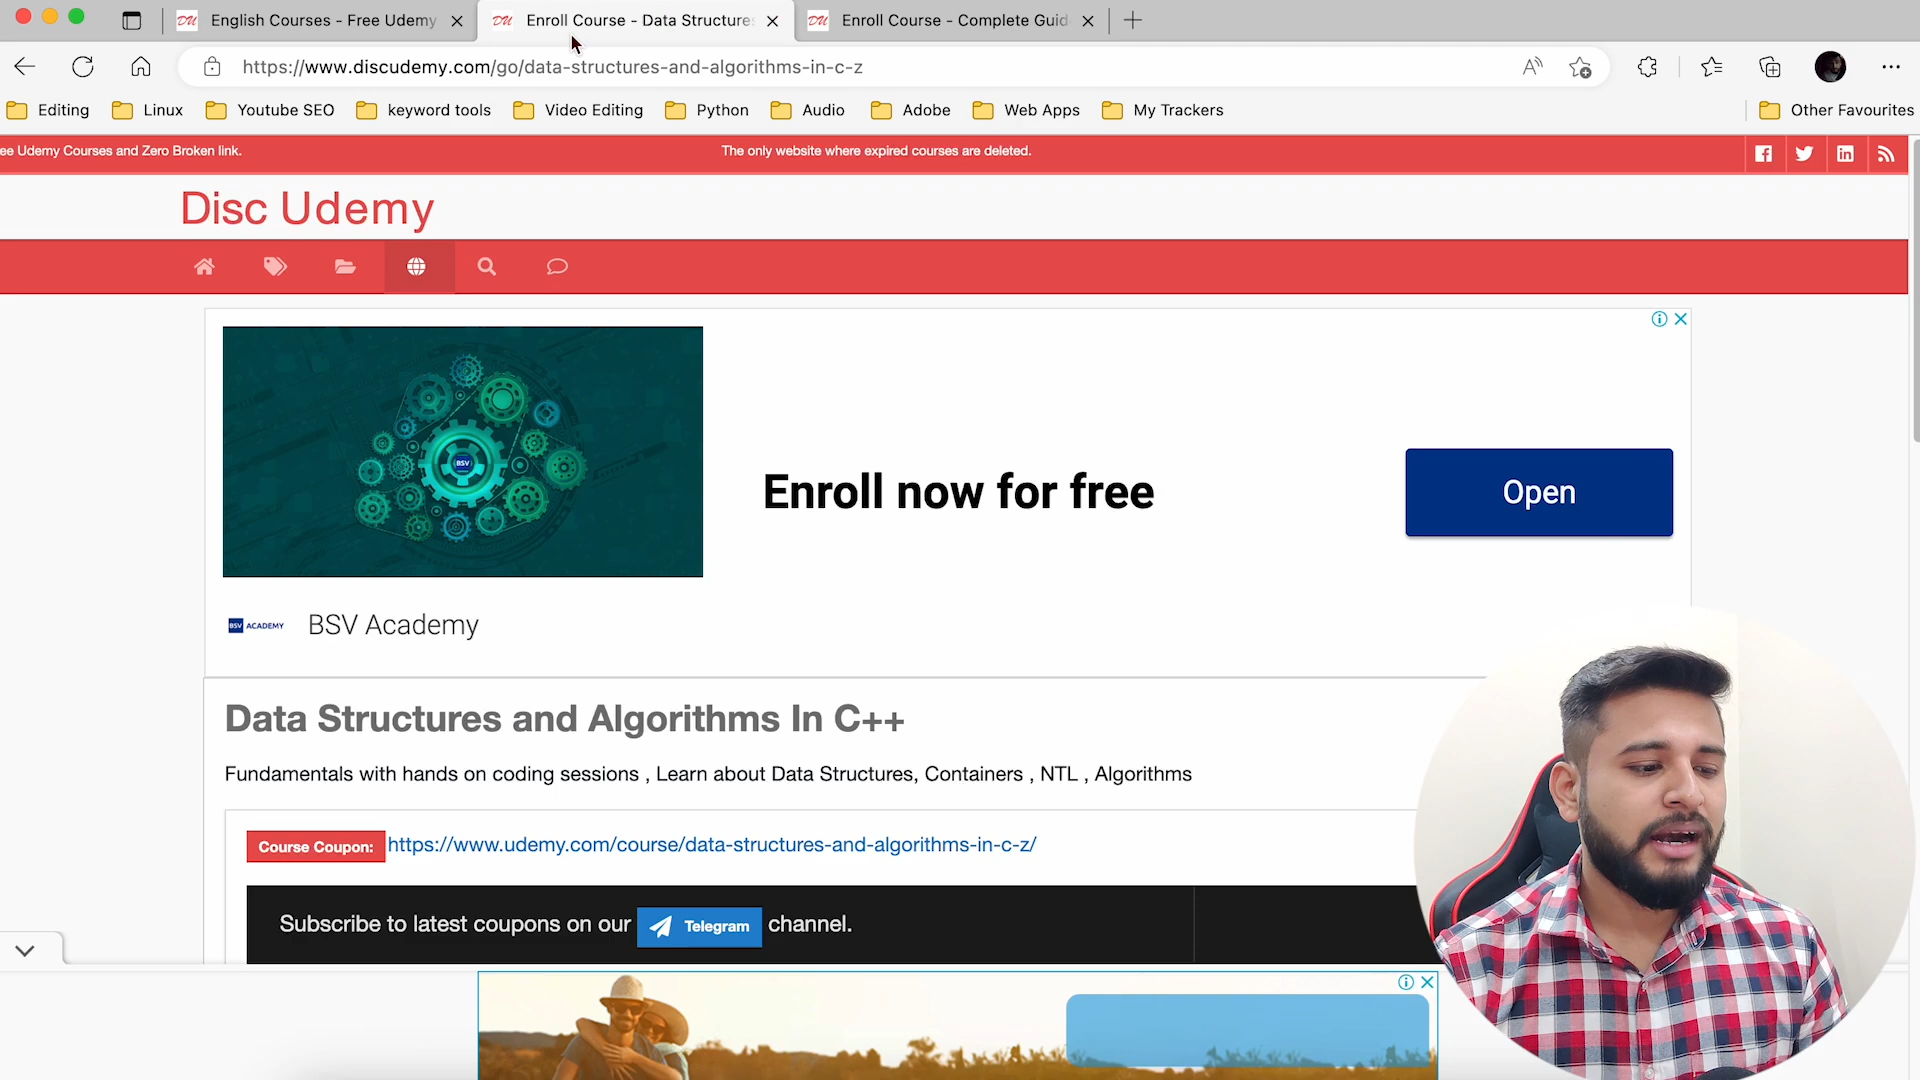 English Courses - Free Udemy
Enroll Course - Data Structures
Enroll Course - Complete Guid
https://www.discudemy.com/go/data-structures-and-algorithms-in-c-z
Editing
Linux
Youtube SEO
keyword tools
Video Editing
Python
Audio
Adobe
Web Apps
My Trackers
Other Favourites
ee Udemy Courses and Zero Broken link.
The only website where expired courses are deleted.
Disc Udemy
BSV
Enroll now for free
Open
BSV ACADEMY
BSV Academy
Data Structures and Algorithms In C++
Fundamentals with hands on coding sessions , Learn about Data Structures, Containers , NTL , Algorithms
Course Coupon: https://www.udemy.com/course/data-structures-and-algorithms-in-c-z/
Subscribe to latest coupons on our Telegram channel.